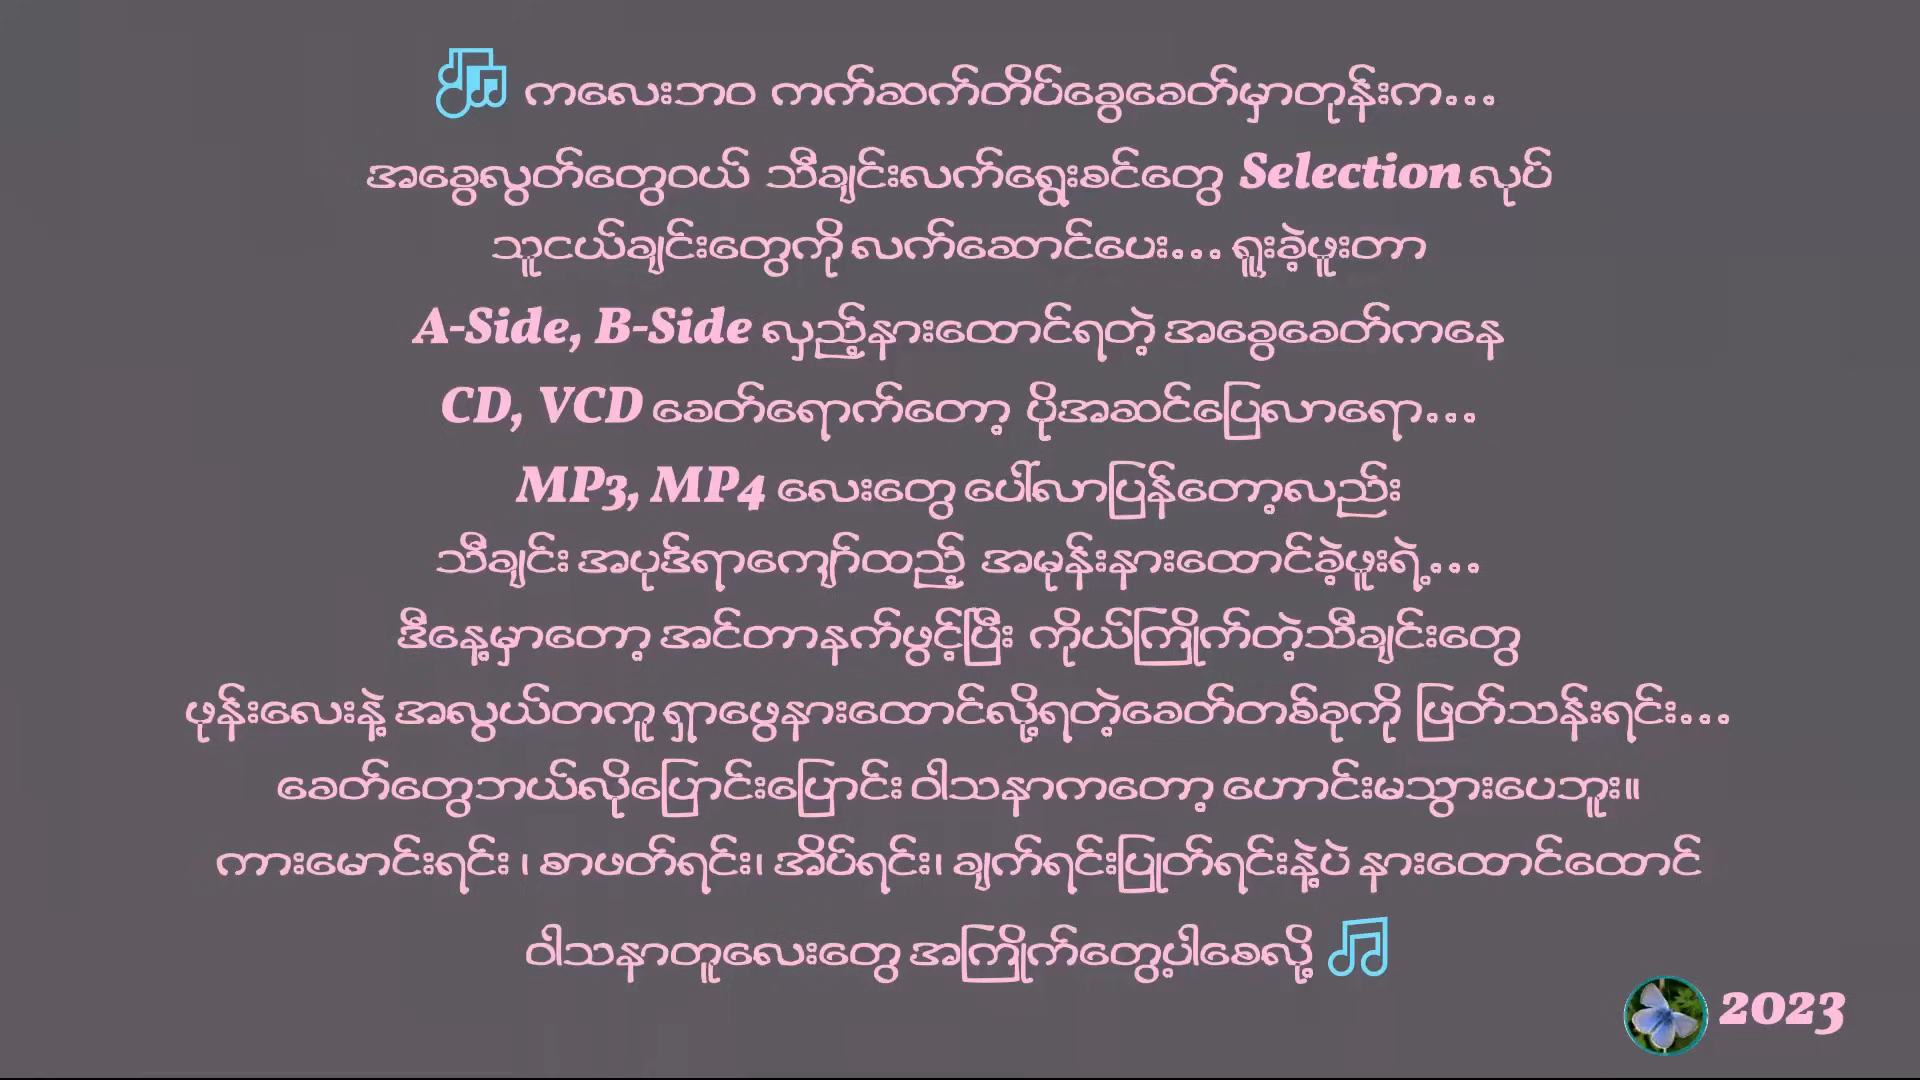 ကလေးဘဝ ကက်ဆက်တိပ်ခွေခေတ်မှာတုန်းက...
အခွေလွတ်တွေဝယ် သီချင်းလက်ရွေးစင်တွေ Selection လုပ်
သူငယ်ချင်းတွေကို လက်ဆောင်ပေး... ရူးခဲ့ဖူးတာ
A-Side, B-Side လှည့်နားထောင်ရတဲ့ အခွေခေတ်ကနေ
CD, VCD ခေတ်ရောက်တော့ ပိုအဆင်ပြေလာရော...
MP3, MP4 လေးတွေ ပေါ်လာပြန်တော့လည်း
သီချင်း အပုဒ်ရာကျော်ထည့် အမုန်းနားထောင်ခဲ့ဖူးရဲ့...
ဒီနေ့မှာတော့ အင်တာနက်ဖွင့်ပြီး ကိုယ်ကြိုက်တဲ့သီချင်းတွေ
ဖုန်းလေးနဲ့ အလွယ်တကူ ရှာဖွေနားထောင်လို့ရတဲ့ခေတ်တစ်ခုကို ဖြတ်သန်းရင်း...
ခေတ်တွေဘယ်လိုပြောင်းပြောင်း ဝါသနာကတော့ ဟောင်းမသွားပေဘူး။
ကားမောင်းရင်း ၊ စာဖတ်ရင်း၊ အိပ်ရင်း၊ ချက်ရင်းပြုတ်ရင်းနဲ့ပဲ နားထောင်ထောင်
ဝါသနာတူလေးတွေ အကြိုက်တွေ့ပါစေလို့
2023